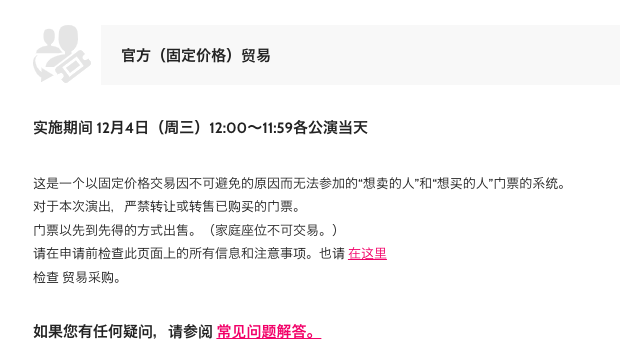 官方（固定价格）贸易
实施期间 12月4日（周三）12:00～11:59各公演当天
这是一个以固定价格交易因不可避免的原因而无法参加的“想卖的人”和“想买的人”门票的系统。
对于本次演出，严禁转让或转售已购买的门票。
门票以先到先得的方式出售。（家庭座位不可交易。）
请在申请前检查此页面上的所有信息和注意事项。也请 在这里
检查 贸易采购。
如果您有任何疑问，请参阅 常见问题解答。